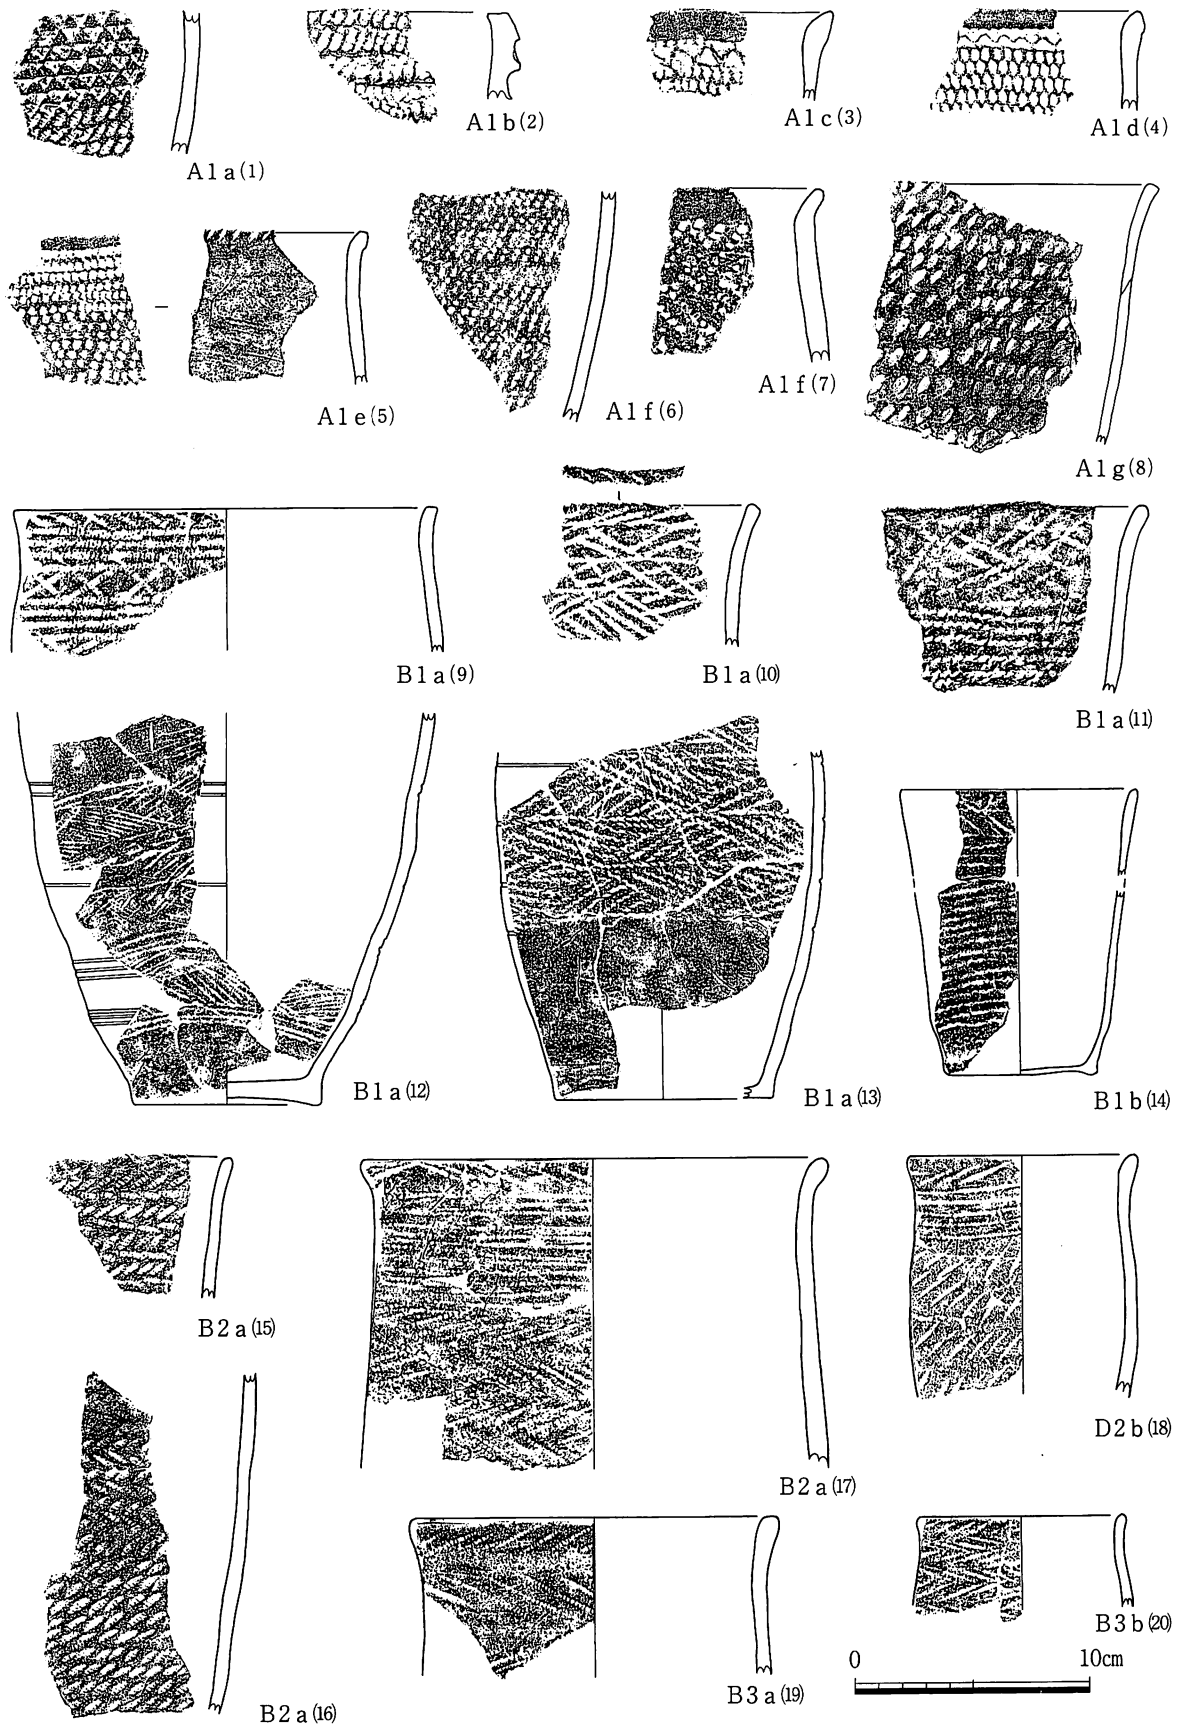 A1a(1)
A1b(2)
A1c(3)
A1d(4)
A1e(5)
A1f(6)
A1f(7)
A1g(8)
B1a(9)
B1a(10)
B1a(11)
B1a(12)
B1a(13)
B1b(14)
B2a(15)
B2a(16)
B2a(17)
D2b(18)
B3a(19)
B3b(20)
0 10cm